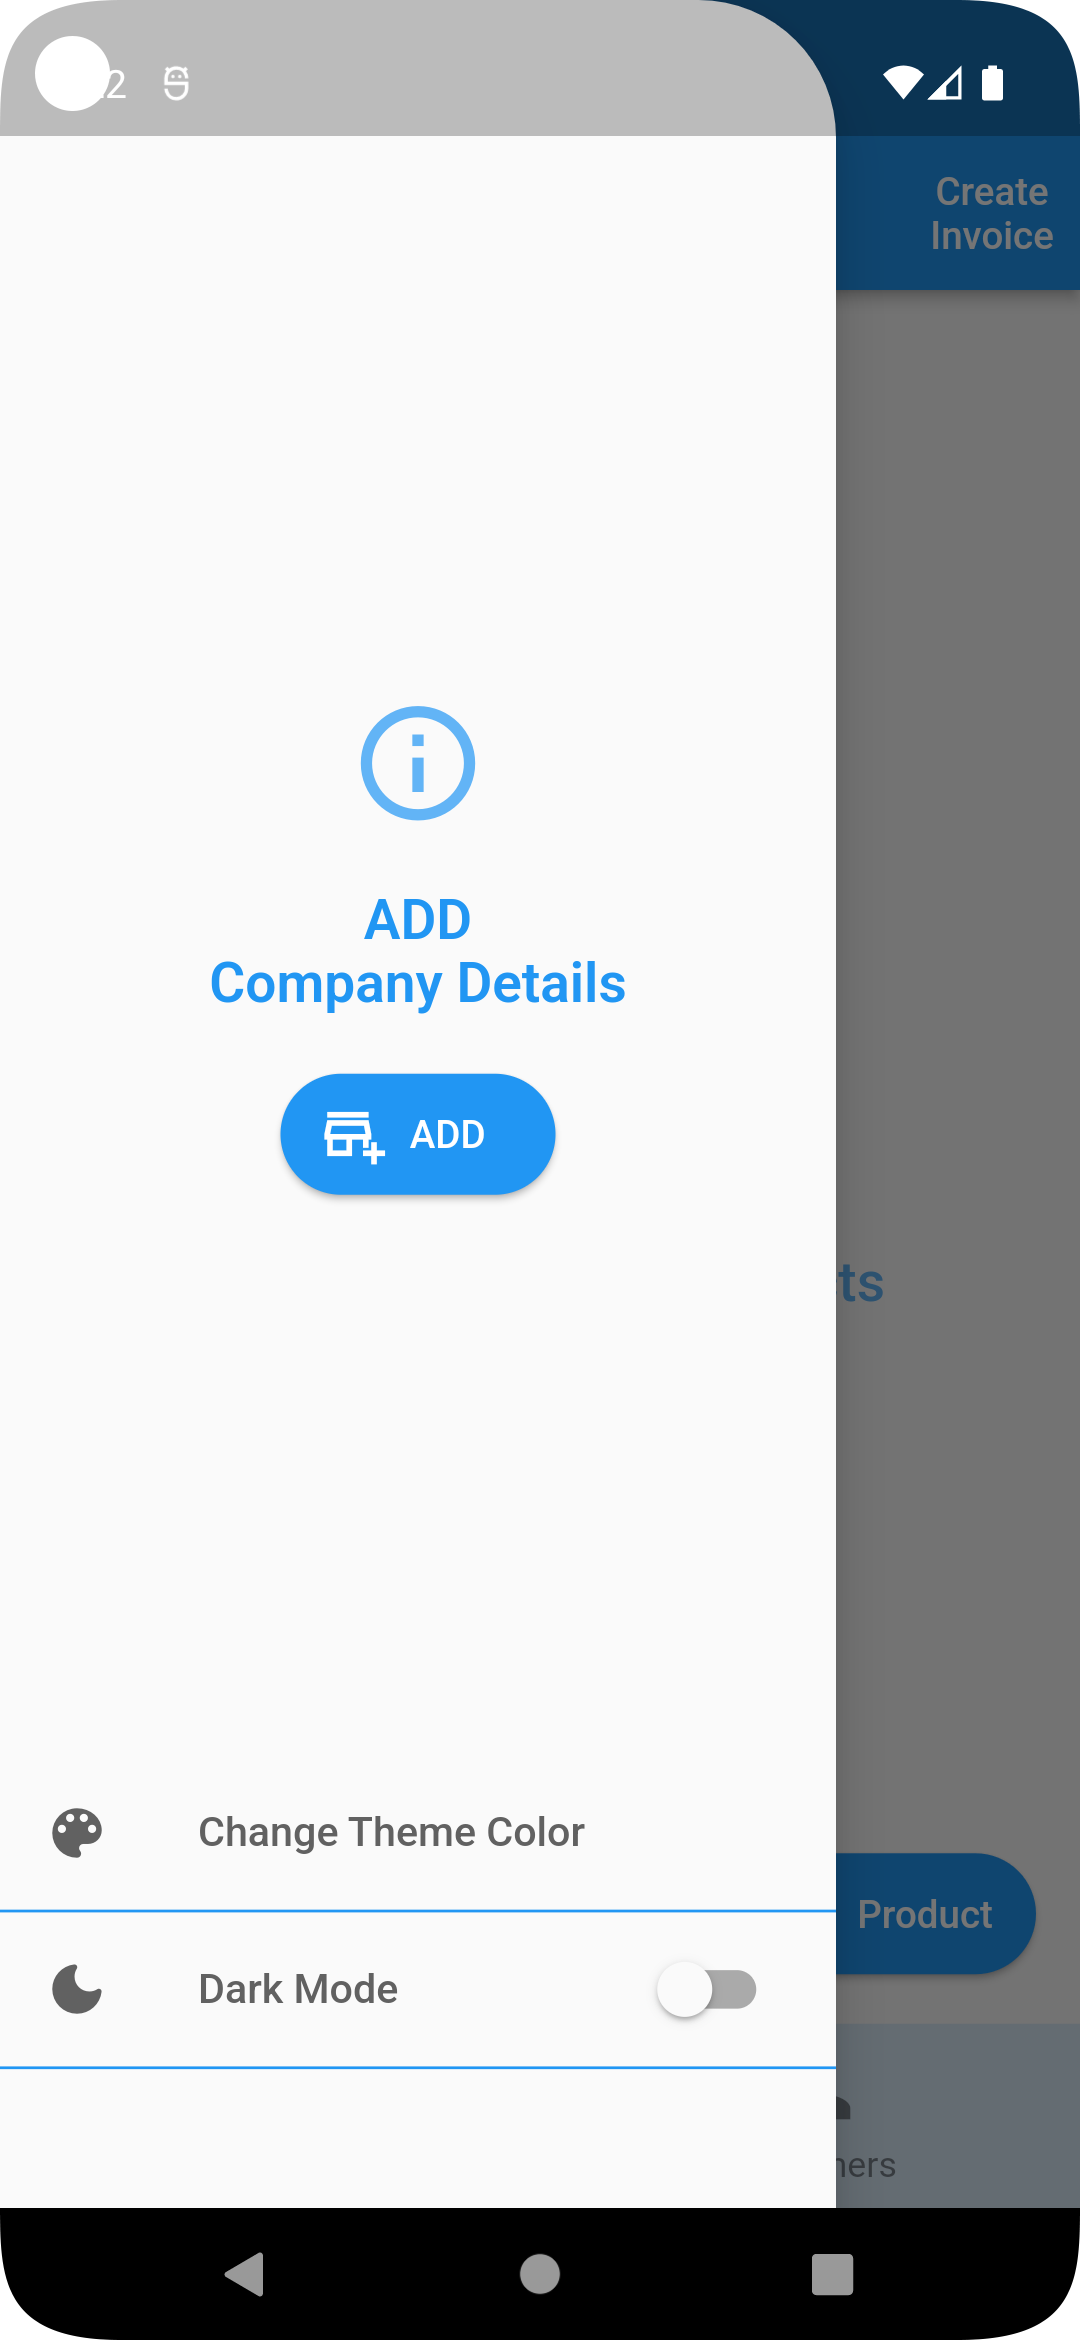 Create
Invoice
ADD
Company Details
ADD
Change Theme Color
Product
Dark Mode